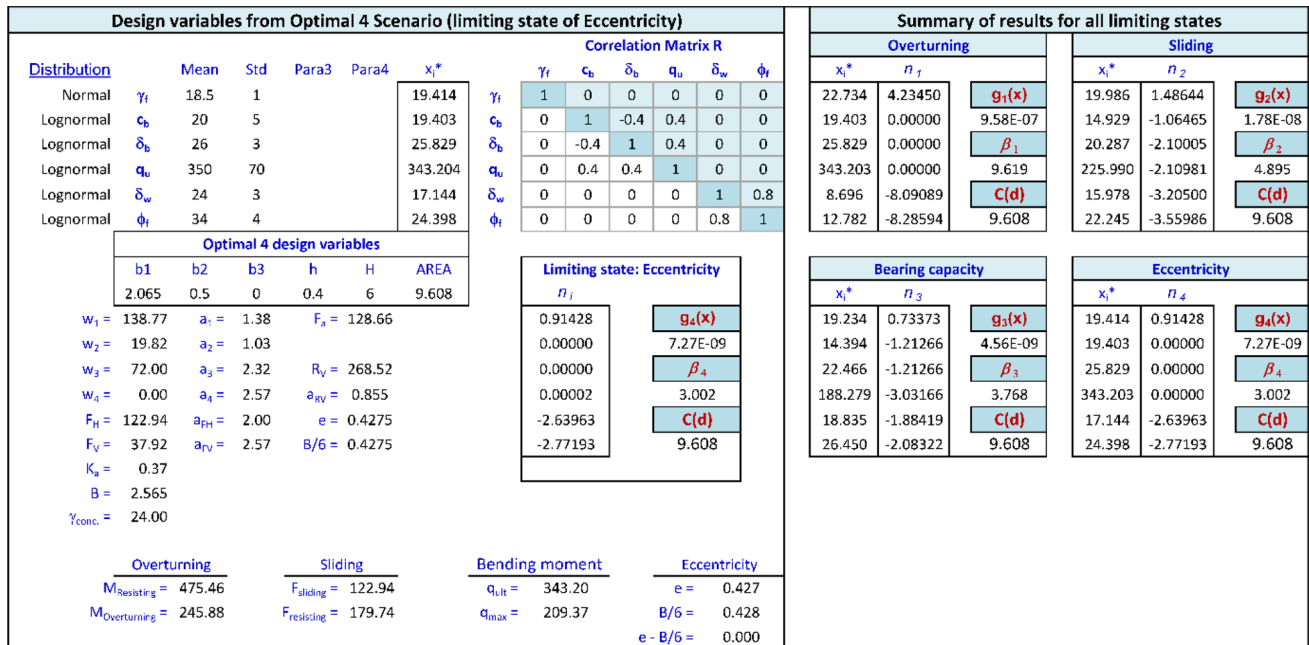 Design variables from Optimal 4 Scenario (limiting state of Eccentricity)
Correlation Matrix R
Distribution Mean Std Para3 Para4 xi* γf cb δb qu δw ϕf
Normal γf 18.5 1 19.414 γf 1 0 0 0 0 0
Lognormal cb 20 5 19.403 cb 0 1 -0.4 0.4 0 0
Lognormal δb 26 3 25.829 δb 0 -0.4 1 0.4 0 0
Lognormal qu 350 70 343.204 qu 0 0.4 0.4 1 0 0
Lognormal δw 24 3 17.144 δw 0 0 0 0 1 0.8
Lognormal ϕf 34 4 24.398 ϕf 0 0 0 0 0.8 1
Optimal 4 design variables
b1 b2 b3 h H AREA
2.065 0.5 0 0.4 6 9.608
w1 = 138.77 a1 = 1.38 Fa = 128.66
w2 = 19.82 a2 = 1.03
w3 = 72.00 a3 = 2.32 RV = 268.52
w4 = 0.00 a4 = 2.57 aRV = 0.855
FH = 122.94 aFH = 2.00 e = 0.4275
FV = 37.92 aFV = 2.57 B/6 = 0.4275
Ka = 0.37
B = 2.565
γconc. = 24.00
Limiting state: Eccentricity
ni
0.91428 g4(x)
0.00000 7.27E-09
0.00000 β4
0.00002 3.002
-2.63963 C(d)
-2.77193 9.608
Overturning
MResisting = 475.46
MOverturning = 245.88
Sliding
Fsliding = 122.94
Fresisting = 179.74
Bending moment
qult = 343.20
qmax = 209.37
Eccentricity
e = 0.427
B/6 = 0.428
e - B/6 = 0.000
Summary of results for all limiting states
Overturning
xi* n1
22.734 4.23450 g1(x)
19.403 0.00000 9.58E-07
25.829 0.00000 β1
343.203 0.00000 9.619
8.696 -8.09089 C(d)
12.782 -8.28594 9.608
Sliding
xi* n2
19.986 1.48644 g2(x)
14.929 -1.06465 1.78E-08
20.287 -2.10005 β2
225.990 -2.10981 4.895
15.978 -3.20500 C(d)
22.245 -3.55986 9.608
Bearing capacity
xi* n3
19.234 0.73373 g3(x)
14.394 -1.21266 4.56E-09
22.466 -1.21266 β3
188.279 -3.03166 3.768
18.835 -1.88419 C(d)
26.450 -2.08322 9.608
Eccentricity
xi* n4
19.414 0.91428 g4(x)
19.403 0.00000 7.27E-09
25.829 0.00000 β4
343.203 0.00000 3.002
17.144 -2.63963 C(d)
24.398 -2.77193 9.608